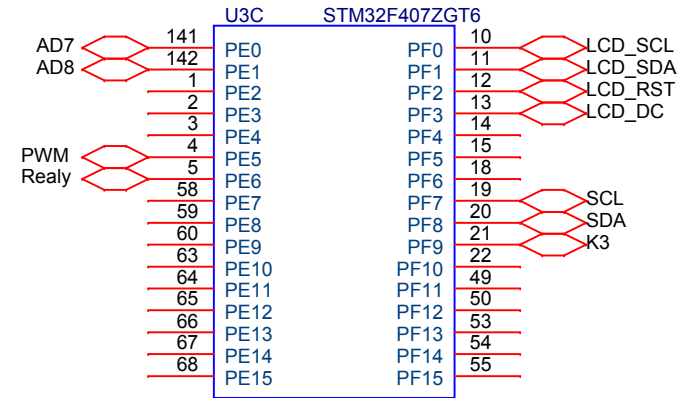 U3C STM32F407ZGT6
AD7 141 PE0 PF0 10 LCD_SCL
AD8 142 PE1 PF1 11 LCD_SDA
1 PE2 PF2 12 LCD_RST
2 PE3 PF3 13 LCD_DC
3 PE4 PF4 14
PWM 4 PE5 PF5 15
Realy 5 PE6 PF6 18
58 PE7 PF7 19 SCL
59 PE8 PF8 20 SDA
60 PE9 PF9 21 K3
63 PE10 PF10 22
64 PE11 PF11 49
65 PE12 PF12 50
66 PE13 PF13 53
67 PE14 PF14 54
68 PE15 PF15 55